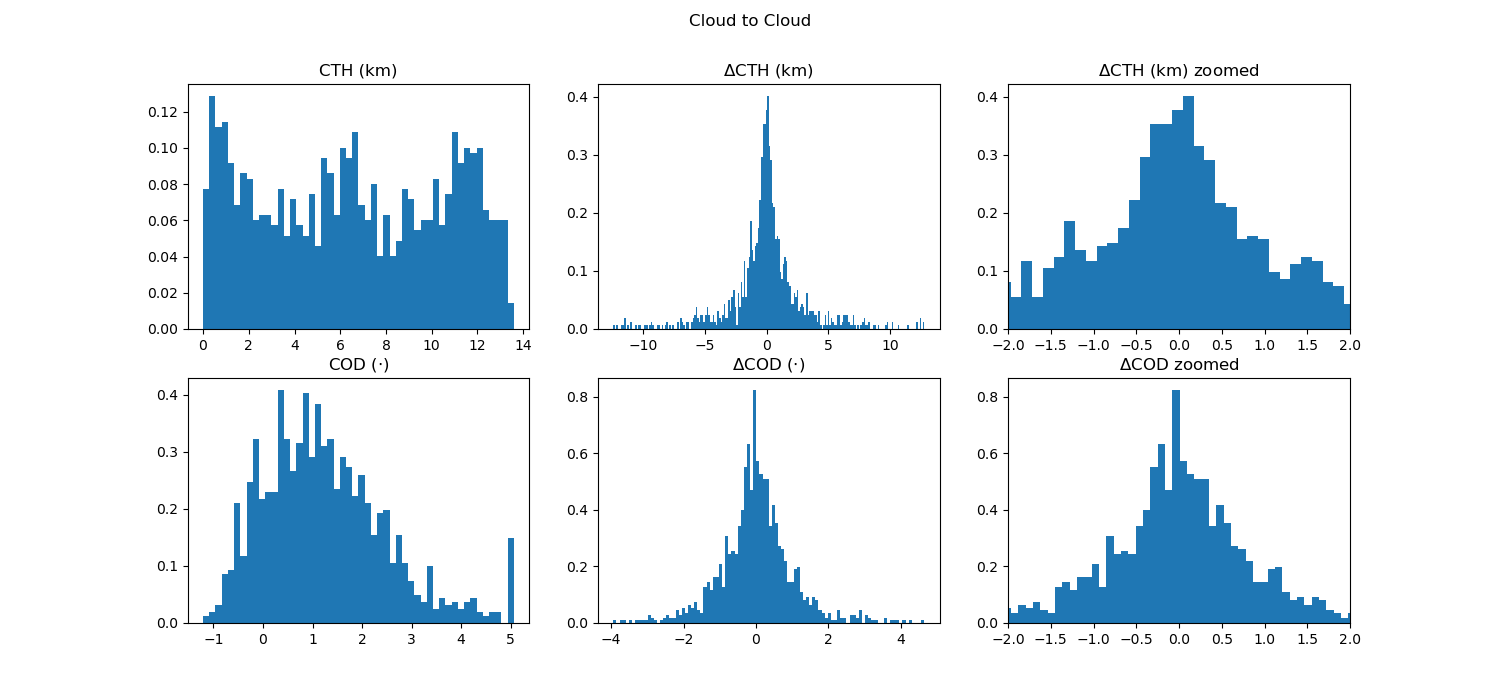 Cloud to Cloud
CTH (km)
ΔCTH (km)
ΔCTH (km) zoomed
0.12
0.10
0.08
0.06
0.04
0.02
0.00
0 2 4 6 8 10 12 14
0.4
0.3
0.2
0.1
0.0
−10 −5 0 5 10
0.4
0.3
0.2
0.1
0.0
−2.0 −1.5 −1.0 −0.5 0.0 0.5 1.0 1.5 2.0
COD (·)
ΔCOD (·)
ΔCOD zoomed
0.4
0.3
0.2
0.1
0.0
−1 0 1 2 3 4 5
0.8
0.6
0.4
0.2
0.0
−4 −2 0 2 4
0.8
0.6
0.4
0.2
0.0
−2.0 −1.5 −1.0 −0.5 0.0 0.5 1.0 1.5 2.0